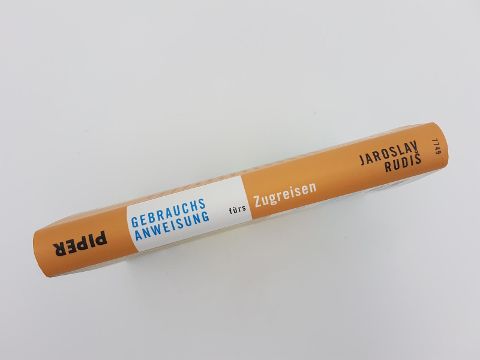 PIPER
GEBRAUCHS
ANWEISUNG
fürs
Zugreisen
JAROSLAV
RUDIŠ
7749